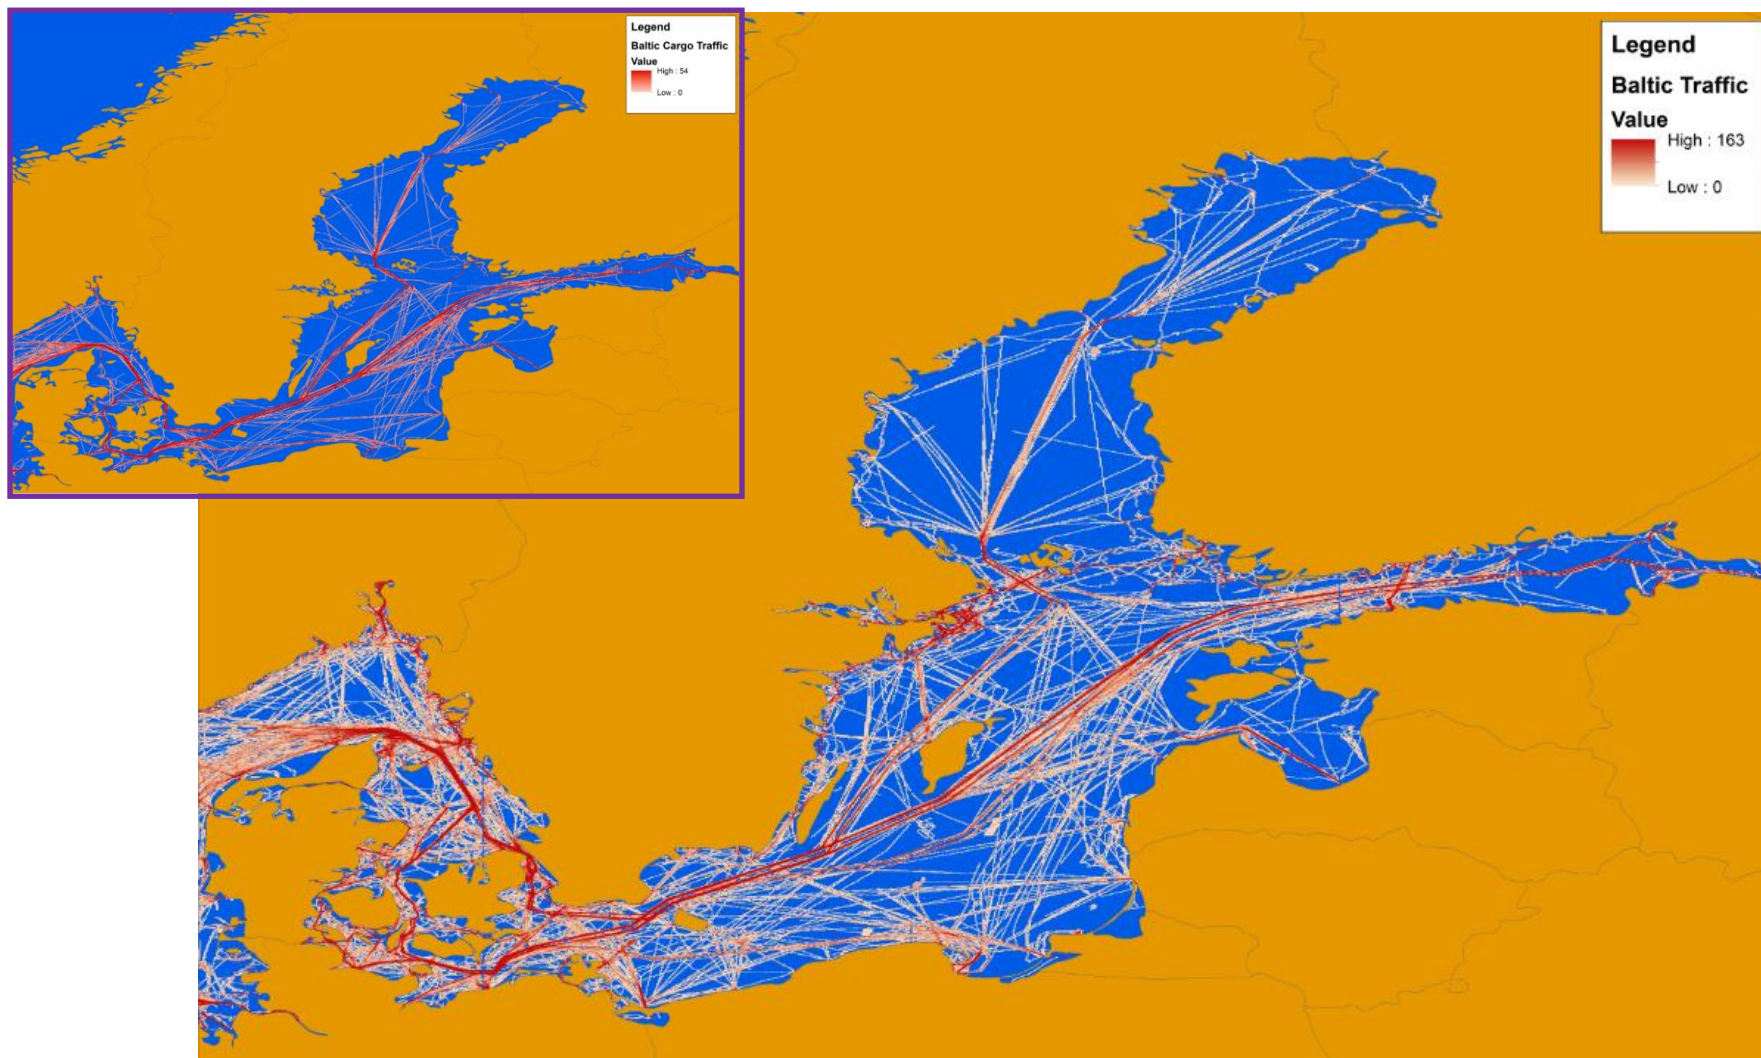 Legend
Baltic Cargo Traffic
Value
High : 54
Low : 0
Legend
Baltic Traffic
Value
High : 163
Low : 0